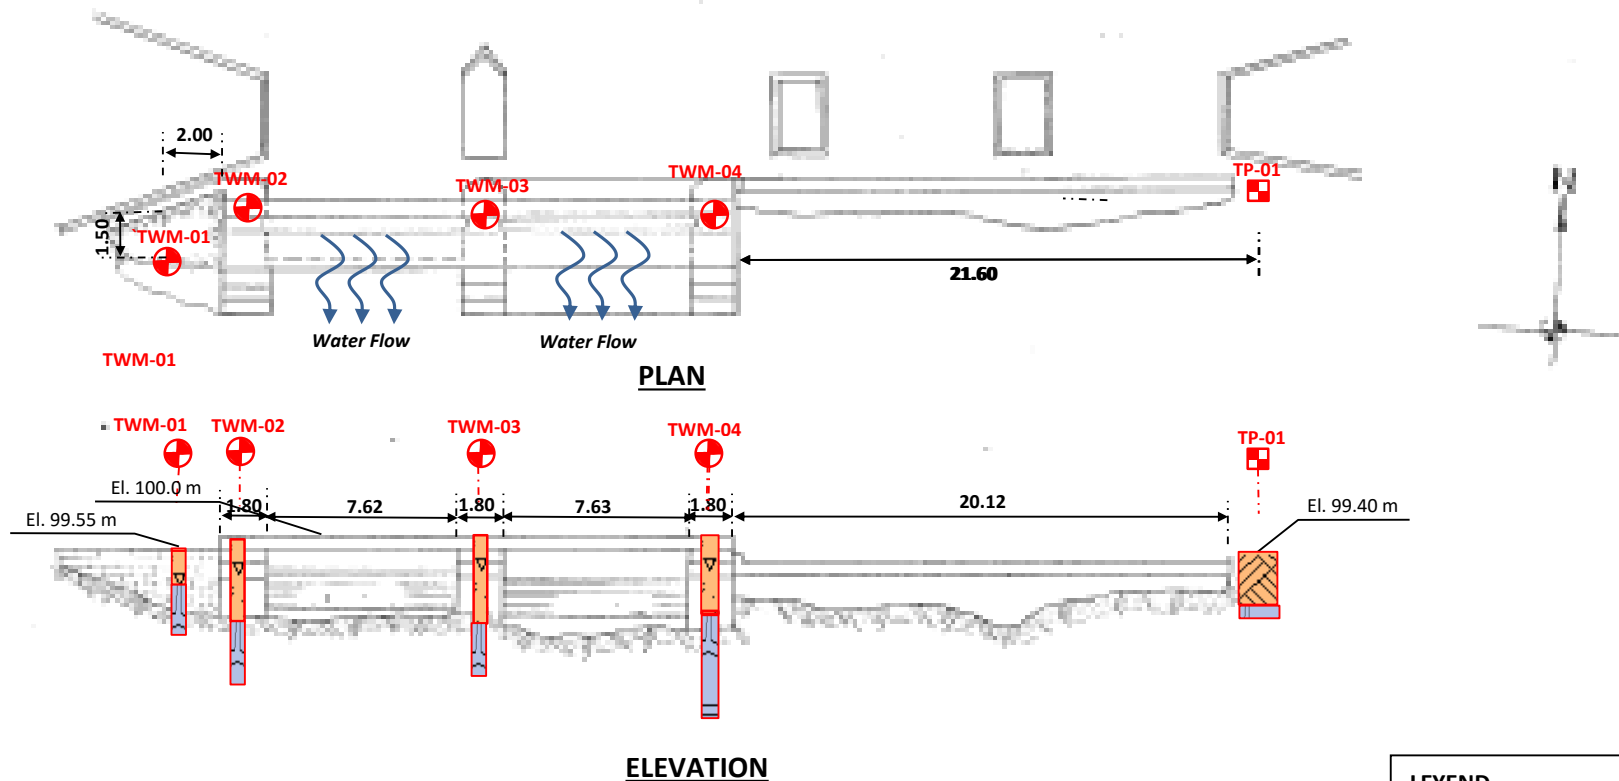 2.00
TWM-02
TWM-03
TWM-04
TP-01
N
1.50
TWM-01
21.60
Water Flow
Water Flow
TWM-01
PLAN
TWM-01
TWM-02
TWM-03
TWM-04
TP-01
El. 100.0 m
1.80
7.62
1.80
7.63
1.80
20.12
El. 99.40 m
El. 99.55 m
ELEVATION
LEYEND